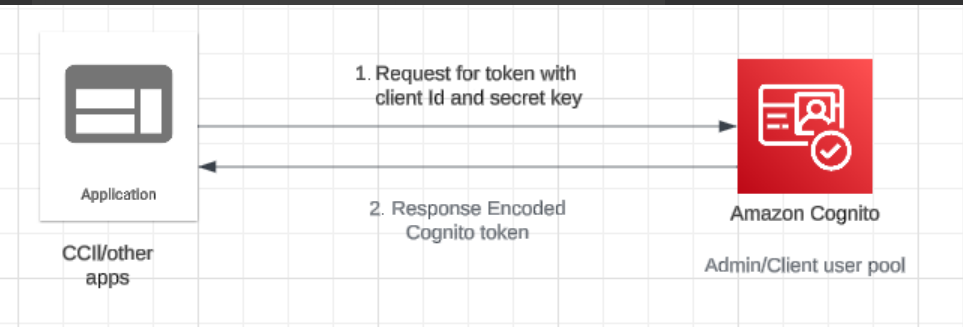 1. Request for token with
client Id and secret key
Application
2. Response Encoded
Cognito token
CCII/other
apps
Amazon Cognito
Admin/Client user pool